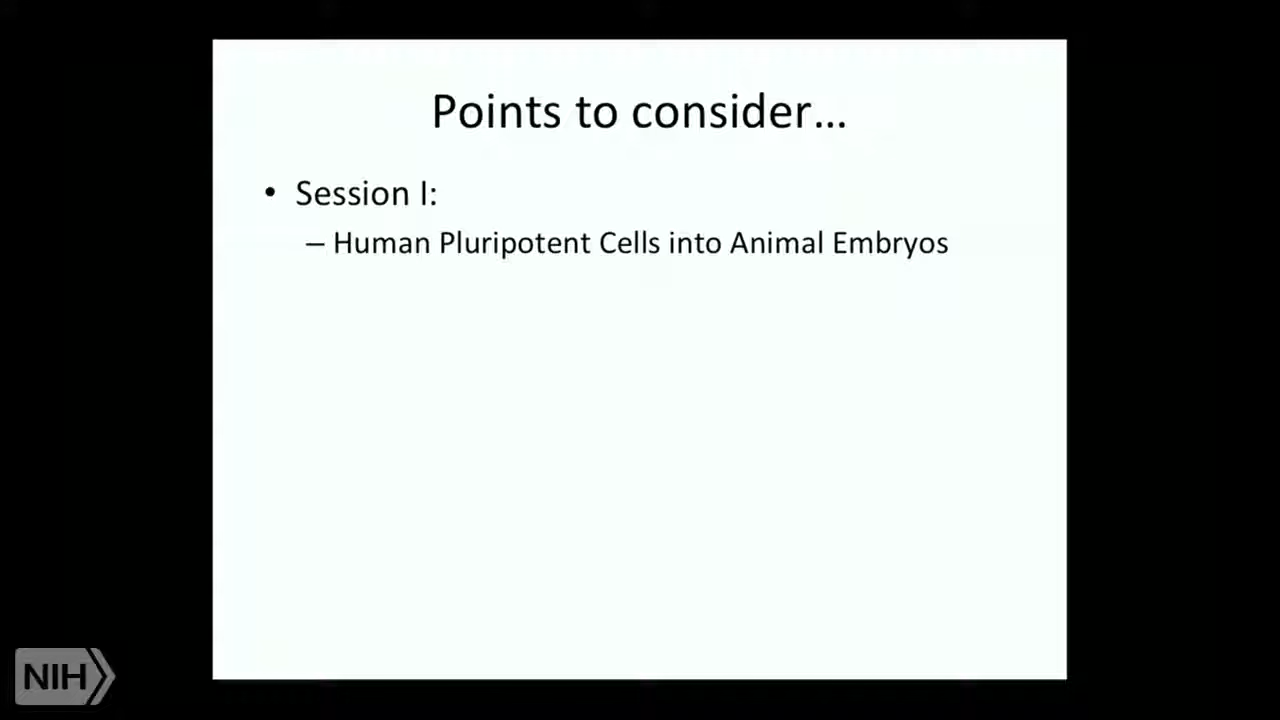 Points to consider…
• Session I:
– Human Pluripotent Cells into Animal Embryos
NIH